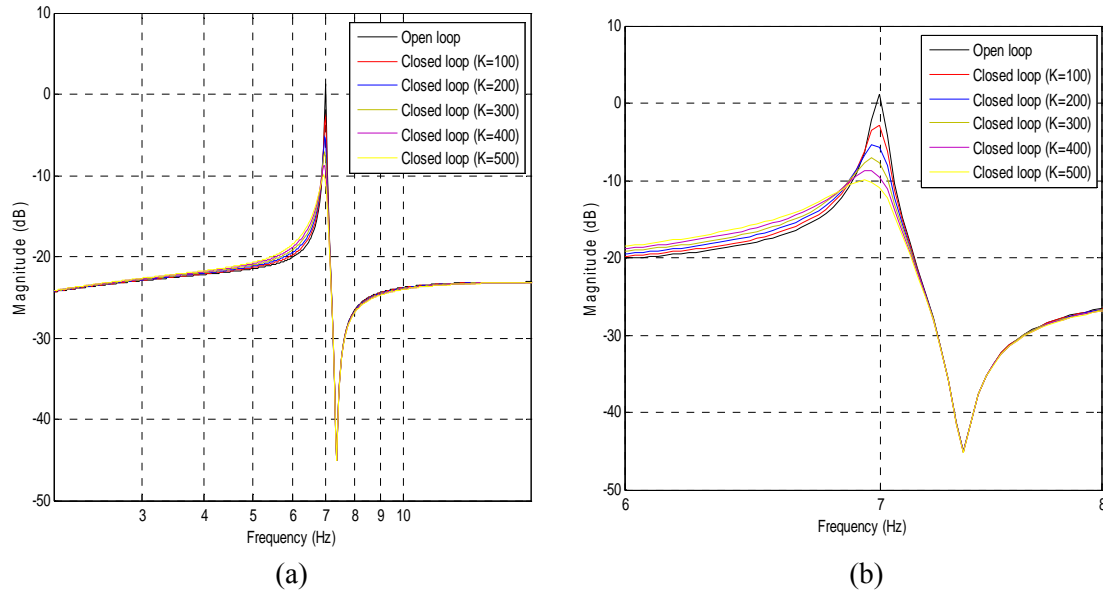 10
0
-10
-20
-30
-40
-50
Magnitude (dB)
Open loop
Closed loop (K=100)
Closed loop (K=200)
Closed loop (K=300)
Closed loop (K=400)
Closed loop (K=500)
3 4 5 6 7 8 9 10
Frequency (Hz)
(a)
10
0
-10
-20
-30
-40
-50
Magnitude (dB)
Open loop
Closed loop (K=100)
Closed loop (K=200)
Closed loop (K=300)
Closed loop (K=400)
Closed loop (K=500)
6 7 8
Frequency (Hz)
(b)